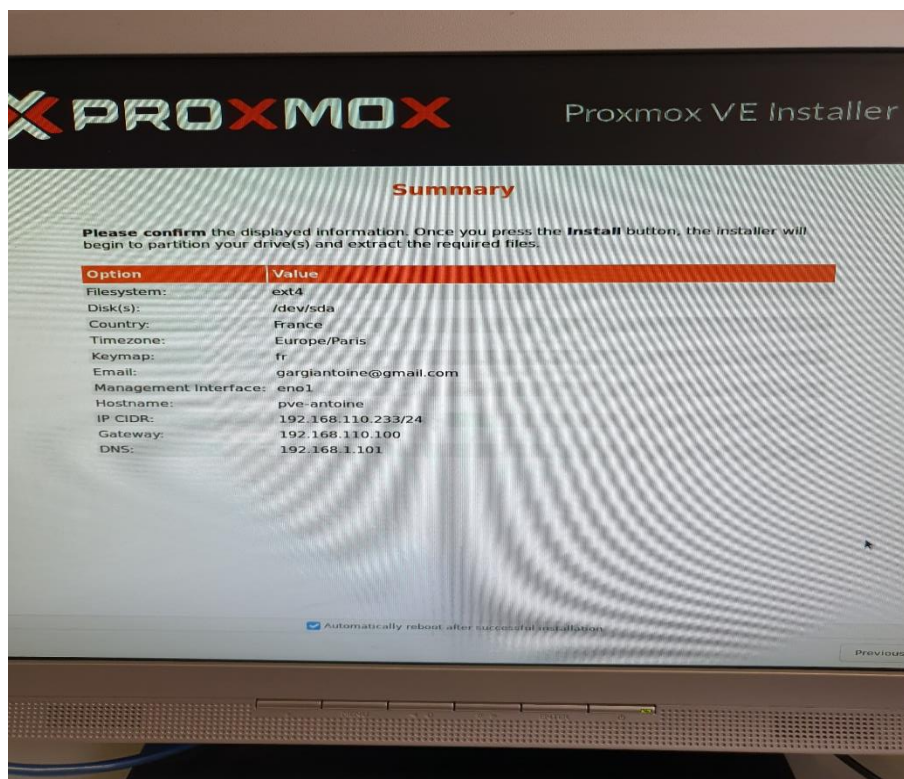 PROXMOX Proxmox VE Installer
Summary
Please confirm the displayed information. Once you press the Install button, the installer will
begin to partition your drive(s) and extract the required files.
Option Value
Filesystem: ext4
Disk(s): /dev/sda
Country: France
Timezone: Europe/Paris
Keymap: fr
Email: gargiantoine@gmail.com
Management Interface: eno1
Hostname: pve-antoine
IP CIDR: 192.168.110.233/24
Gateway: 192.168.110.100
DNS: 192.168.1.101
Automatically reboot after successful installation
Previous